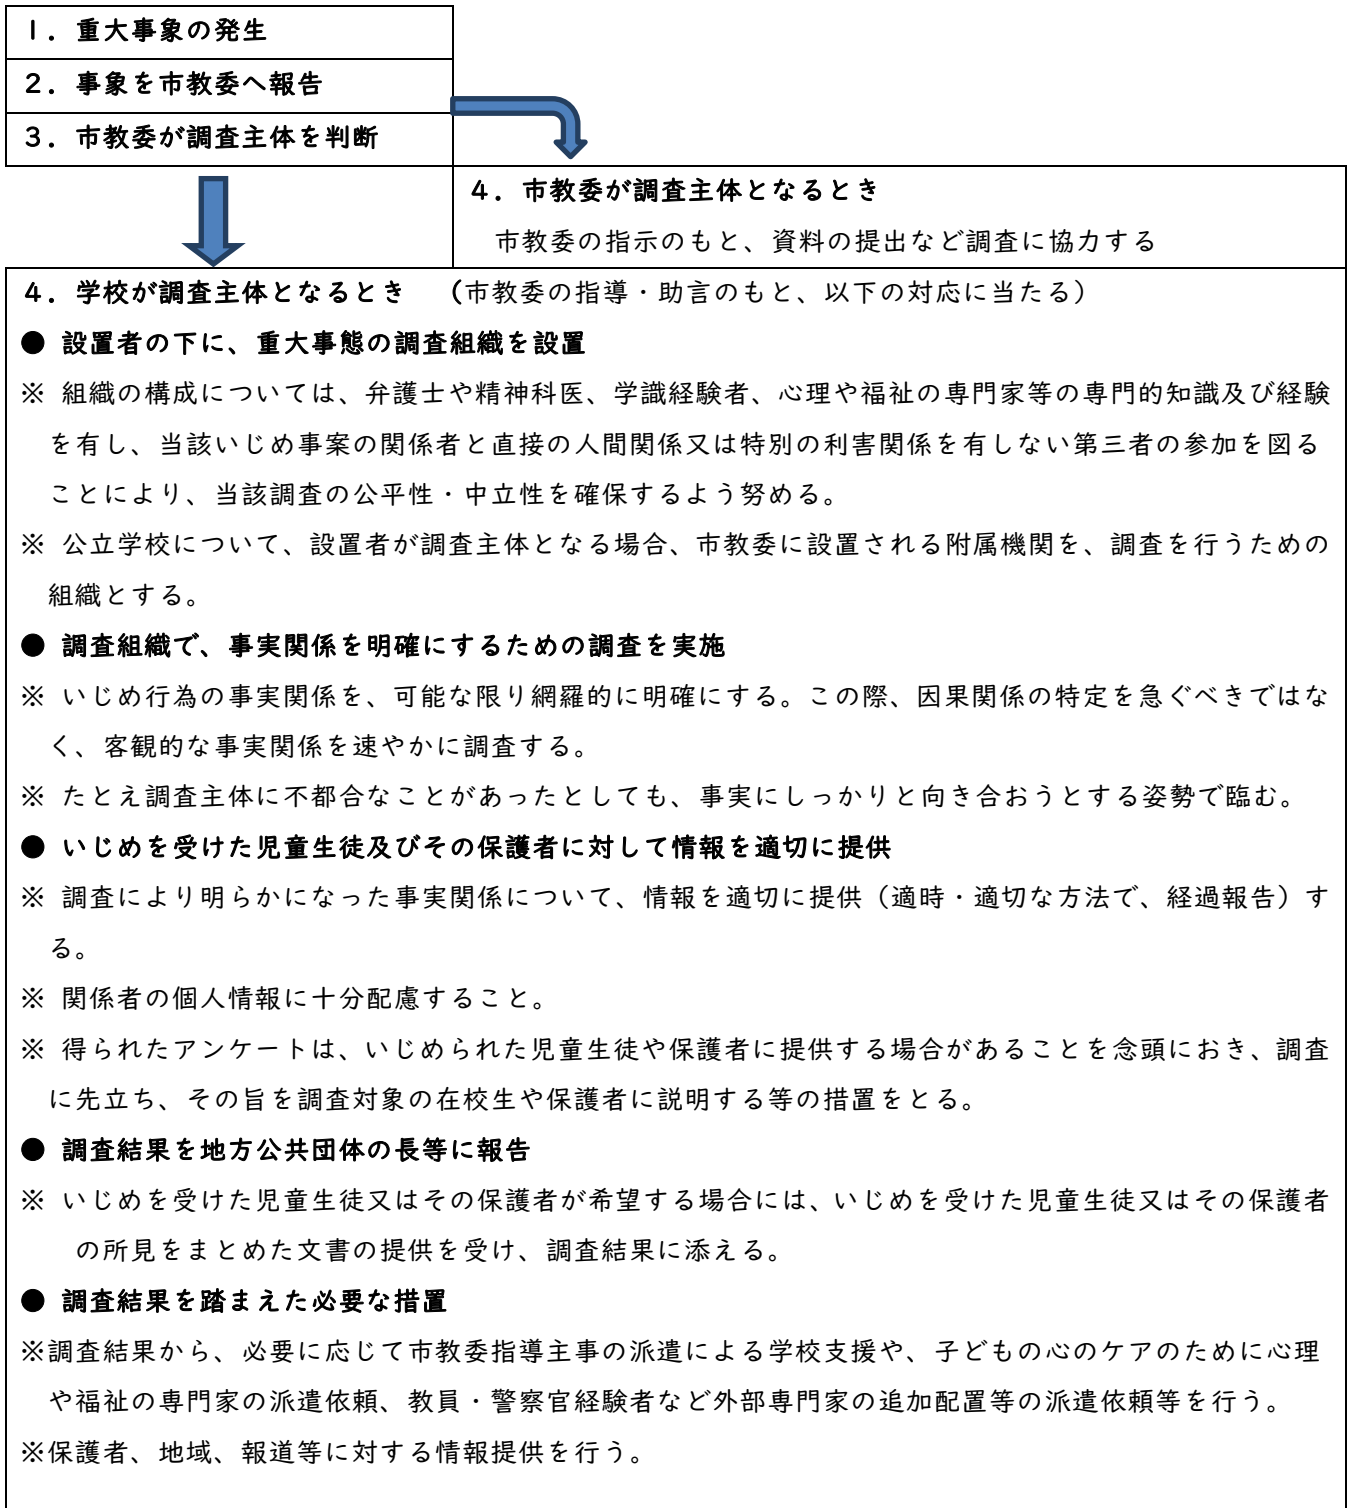 １．重大事象の発生
２．事象を市教委へ報告
３．市教委が調査主体を判断
４．市教委が調査主体となるとき
市教委の指示のもと、資料の提出など調査に協力する
４．学校が調査主体となるとき　（市教委の指導・助言のもと、以下の対応に当たる）
● 設置者の下に、重大事態の調査組織を設置
※ 組織の構成については、弁護士や精神科医、学識経験者、心理や福祉の専門家等の専門的知識及び経験
を有し、当該いじめ事案の関係者と直接の人間関係又は特別の利害関係を有しない第三者の参加を図る
ことにより、当該調査の公平性・中立性を確保するよう努める。
※ 公立学校について、設置者が調査主体となる場合、市教委に設置される附属機関を、調査を行うための
組織とする。
● 調査組織で、事実関係を明確にするための調査を実施
※ いじめ行為の事実関係を、可能な限り網羅的に明確にする。この際、因果関係の特定を急ぐべきではな
く、客観的な事実関係を速やかに調査する。
※ たとえ調査主体に不都合なことがあったとしても、事実にしっかりと向き合おうとする姿勢で臨む。
● いじめを受けた児童生徒及びその保護者に対して情報を適切に提供
※ 調査により明らかになった事実関係について、情報を適切に提供（適時・適切な方法で、経過報告）す
る。
※ 関係者の個人情報に十分配慮すること。
※ 得られたアンケートは、いじめられた児童生徒や保護者に提供する場合があることを念頭におき、調査
に先立ち、その旨を調査対象の在校生や保護者に説明する等の措置をとる。
● 調査結果を地方公共団体の長等に報告
※ いじめを受けた児童生徒又はその保護者が希望する場合には、いじめを受けた児童生徒又はその保護者
の所見をまとめた文書の提供を受け、調査結果に添える。
● 調査結果を踏まえた必要な措置
※調査結果から、必要に応じて市教委指導主事の派遣による学校支援や、子どもの心のケアのために心理
や福祉の専門家の派遣依頼、教員・警察官経験者など外部専門家の追加配置等の派遣依頼等を行う。
※保護者、地域、報道等に対する情報提供を行う。